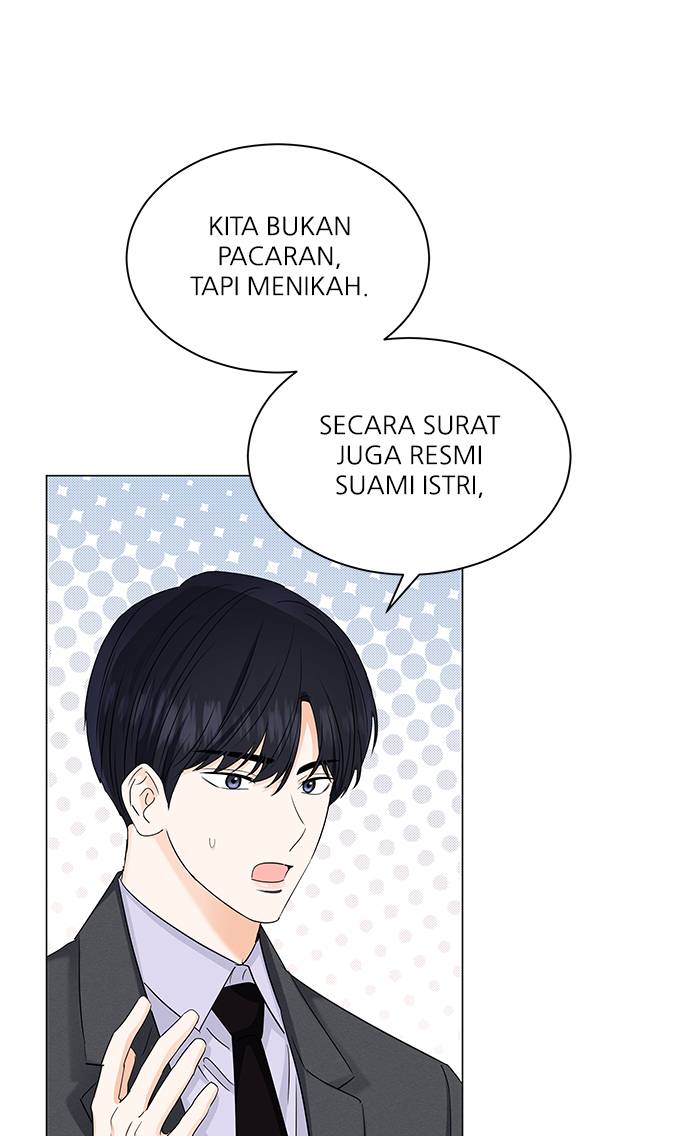 KITA BUKAN
PACARAN,
TAPI MENIKAH.
SECARA SURAT
JUGA RESMI
SUAMI ISTRI,